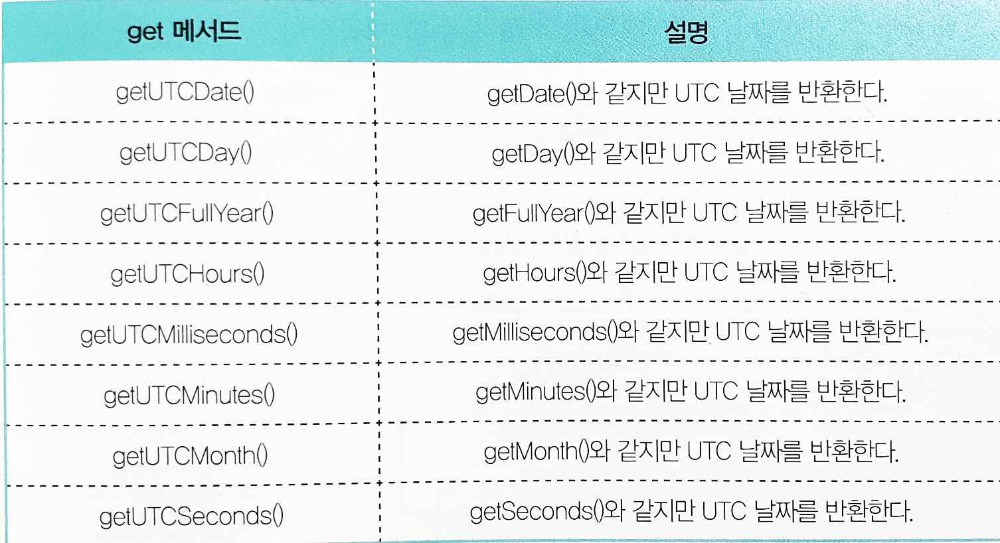 get 메서드 설명
getUTCDate() getDate()와 같지만 UTC 날짜를 반환한다.
getUTCDay() getDay()와 같지만 UTC 날짜를 반환한다.
getUTCFullYear() getFullYear()와 같지만 UTC 날짜를 반환한다.
getUTCHours() getHours()와 같지만 UTC 날짜를 반환한다.
getUTCMilliseconds() getMilliseconds()와 같지만 UTC 날짜를 반환한다.
getUTCMinutes() getMinutes()와 같지만 UTC 날짜를 반환한다.
getUTCMonth() getMonth()와 같지만 UTC 날짜를 반환한다.
getUTCSeconds() getSeconds()와 같지만 UTC 날짜를 반환한다.